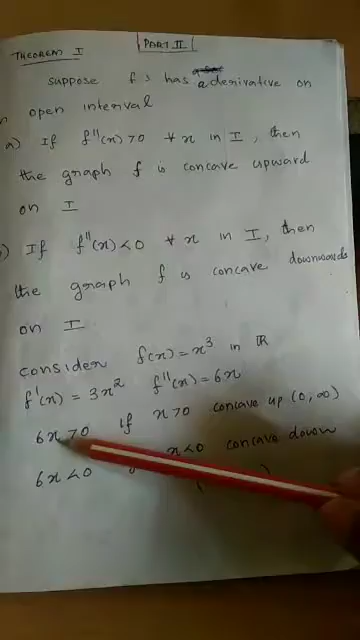 THEOREM I PART II
Suppose f s has a derivative on
open interval
a) If f''(x) >0 ∀ x in I, then
the graph f is concave upward
on I
) If f''(x) <0 ∀ x in I, then
the graph f is concave downwards
on I
Consider f(x) = x³ in ℝ
f'(x) = 3x² f''(x) = 6x
6x >0 if x>0 concave up (0, ∞)
6x <0 x<0 concave down
( )